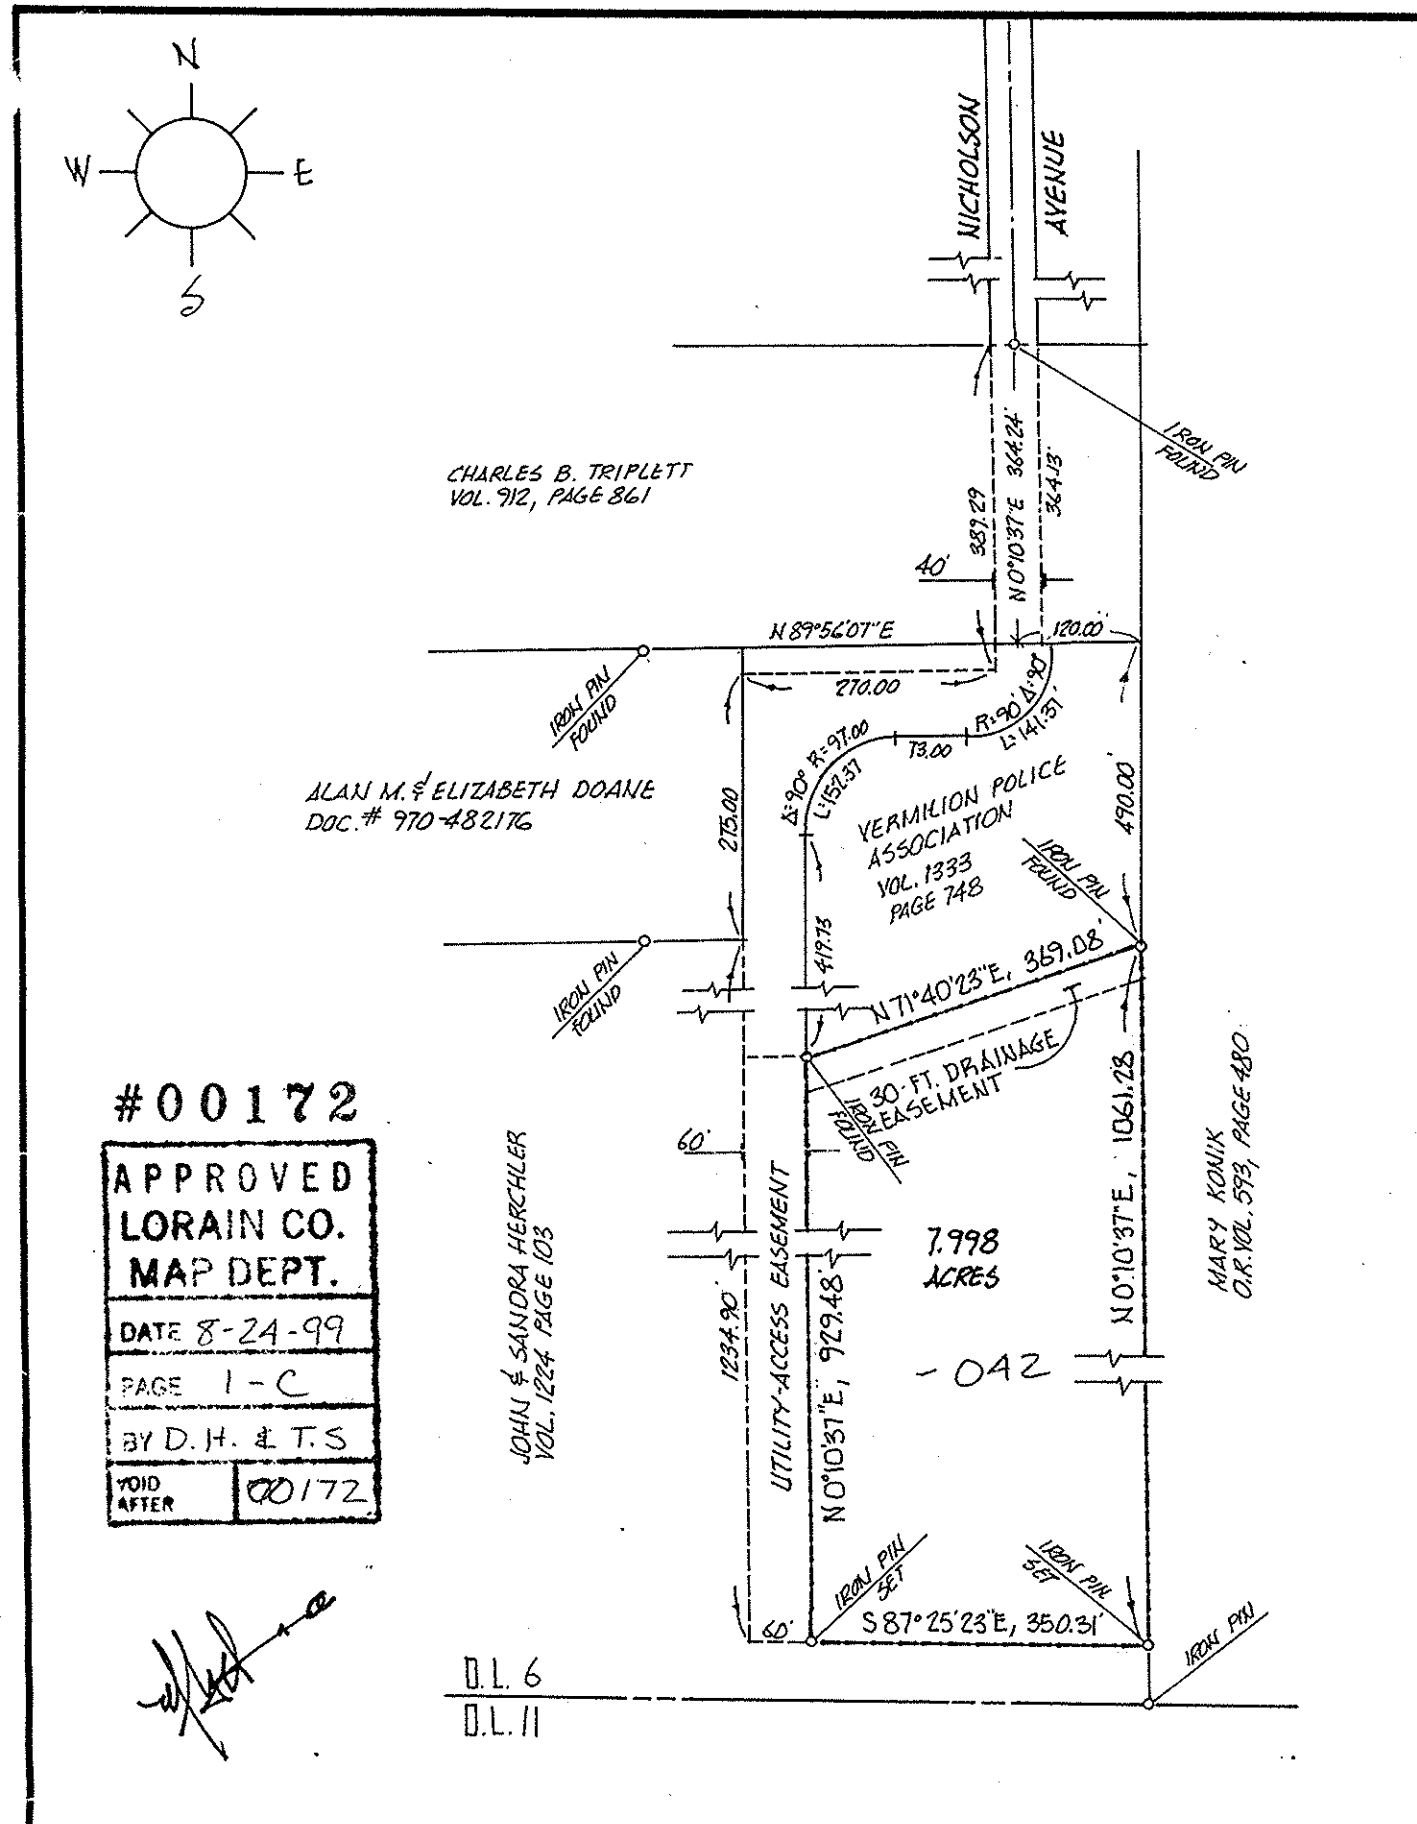 N
W
E
S
NICHOLSON
AVENUE
IRON PIN
FOUND
CHARLES B. TRIPLETT
VOL. 912, PAGE 861
389.29
N 0°10'37"E 364.24'
364.13'
40'
N 89°56'07"E
120.00'
IRON PIN
FOUND
270.00
R=90' Δ=90°
L=141.37'
Δ=90° R=97.00
L=152.37
73.00
ALAN M. & ELIZABETH DOANE
DOC.# 970-482176
275.00
VERMILION POLICE
ASSOCIATION
VOL. 1333
PAGE 748
490.00'
IRON PIN
FOUND
419.73
IRON PIN
FOUND
N 71°40'23"E, 369.08'
30-FT. DRAINAGE
EASEMENT
IRON PIN
FOUND
N 0°10'37"E, 1061.28
MARY KONIK
O.R. VOL. 593, PAGE 480
#00172
APPROVED
LORAIN CO.
MAP DEPT.
DATE 8-24-99
PAGE 1-C
BY D.H. & T.S
VOID
AFTER
00172
60'
JOHN & SANDRA HERCHLER
VOL. 1224 PAGE 103
1234.90'
UTILITY-ACCESS EASEMENT
N 0°10'37"E, 929.48'
7.998
ACRES
-042
IRON PIN
SET
IRON PIN
SET
60'
S 87°25'23"E, 350.31'
IRON PIN
O.L. 6
O.L. 11